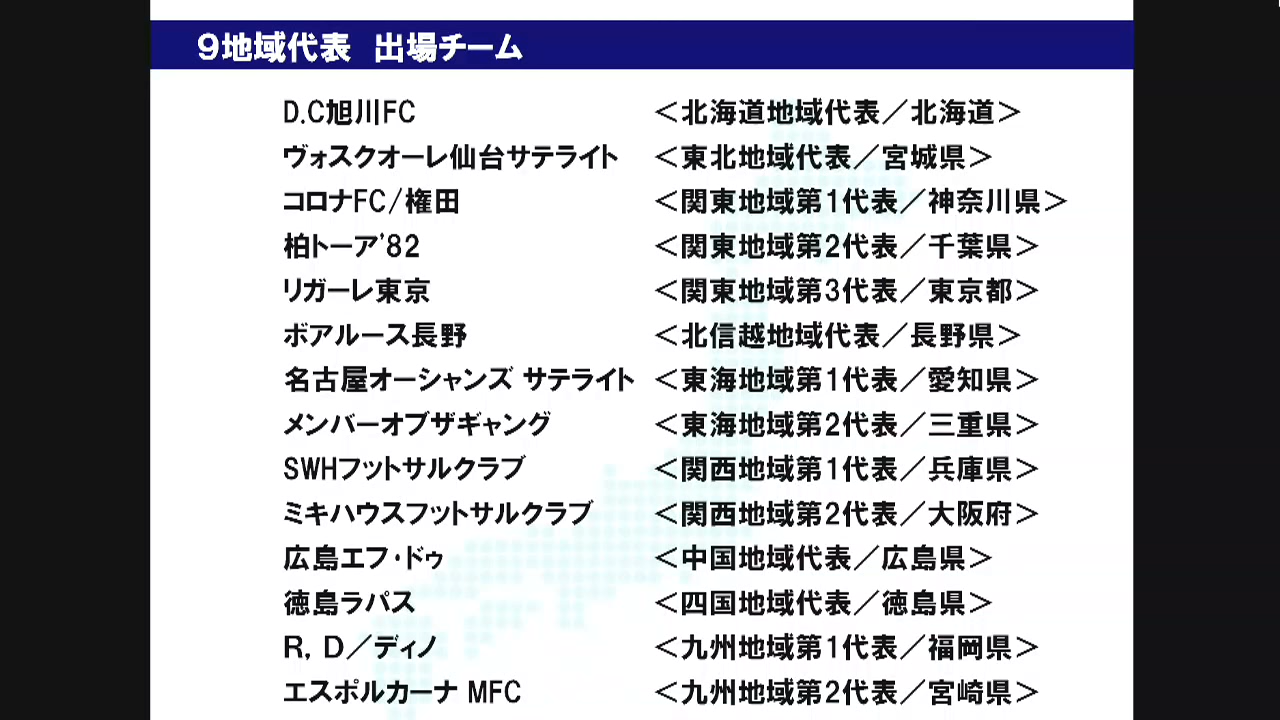 9地域代表 出場チーム
D.C旭川FC <北海道地域代表／北海道>
ヴォスクオーレ仙台サテライト <東北地域代表／宮城県>
コロナFC/権田 <関東地域第1代表／神奈川県>
柏トーア'82 <関東地域第2代表／千葉県>
リガーレ東京 <関東地域第3代表／東京都>
ボアルース長野 <北信越地域代表／長野県>
名古屋オーシャンズ サテライト <東海地域第1代表／愛知県>
メンバーオブザギャング <東海地域第2代表／三重県>
SWHフットサルクラブ <関西地域第1代表／兵庫県>
ミキハウスフットサルクラブ <関西地域第2代表／大阪府>
広島エフ・ドゥ <中国地域代表／広島県>
徳島ラパス <四国地域代表／徳島県>
R，D／ディノ <九州地域第1代表／福岡県>
エスポルカーナ MFC <九州地域第2代表／宮崎県>